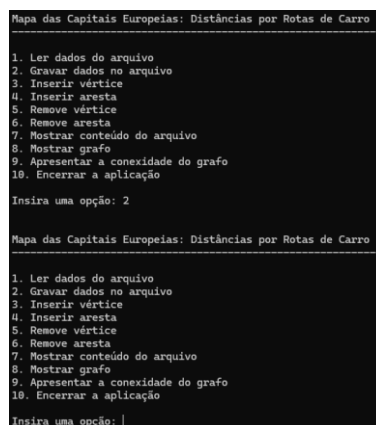 Mapa das Capitais Europeias: Distâncias por Rotas de Carro
1. Ler dados do arquivo
2. Gravar dados no arquivo
3. Inserir vértice
4. Inserir aresta
5. Remove vértice
6. Remove aresta
7. Mostrar conteúdo do arquivo
8. Mostrar grafo
9. Apresentar a conexidade do grafo
10. Encerrar a aplicação
Insira uma opção: 2
Mapa das Capitais Europeias: Distâncias por Rotas de Carro
1. Ler dados do arquivo
2. Gravar dados no arquivo
3. Inserir vértice
4. Inserir aresta
5. Remove vértice
6. Remove aresta
7. Mostrar conteúdo do arquivo
8. Mostrar grafo
9. Apresentar a conexidade do grafo
10. Encerrar a aplicação
Insira uma opção: